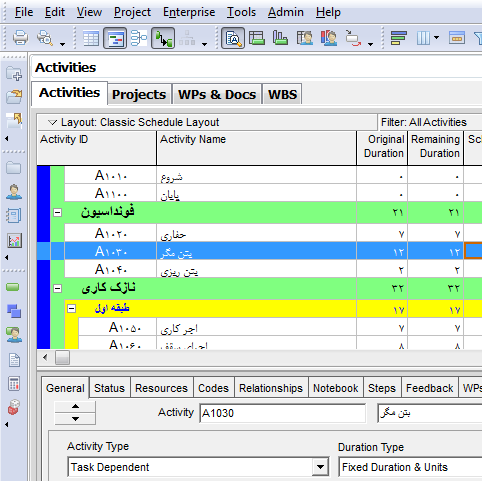 File Edit View Project Enterprise Tools Admin Help
Activities
Activities Projects WPs & Docs WBS
Layout: Classic Schedule Layout Filter: All Activities
Activity ID Activity Name Original Duration Remaining Duration Sc
A۱۰۱۰ شروع ۰ ۰
A۱۱۰۰ پایان ۰ ۰
فونداسیون ۲۱ ۲۱
A۱۰۲۰ حفاری ۷ ۷
A۱۰۳۰ بتن مگر ۱۲ ۱۲
A۱۰۴۰ بتن ریزی ۲ ۲
نازک کاری ۳۲ ۳۲
طبقه اول ۱۷ ۱۷
A۱۰۵۰ اجر کاری ۷ ۷
A۱۰۶۰ اجرای سقف ۸ ۸
General Status Resources Codes Relationships Notebook Steps Feedback WPs
Activity A1030 بتن مگر
Activity Type Duration Type
Task Dependent Fixed Duration & Units